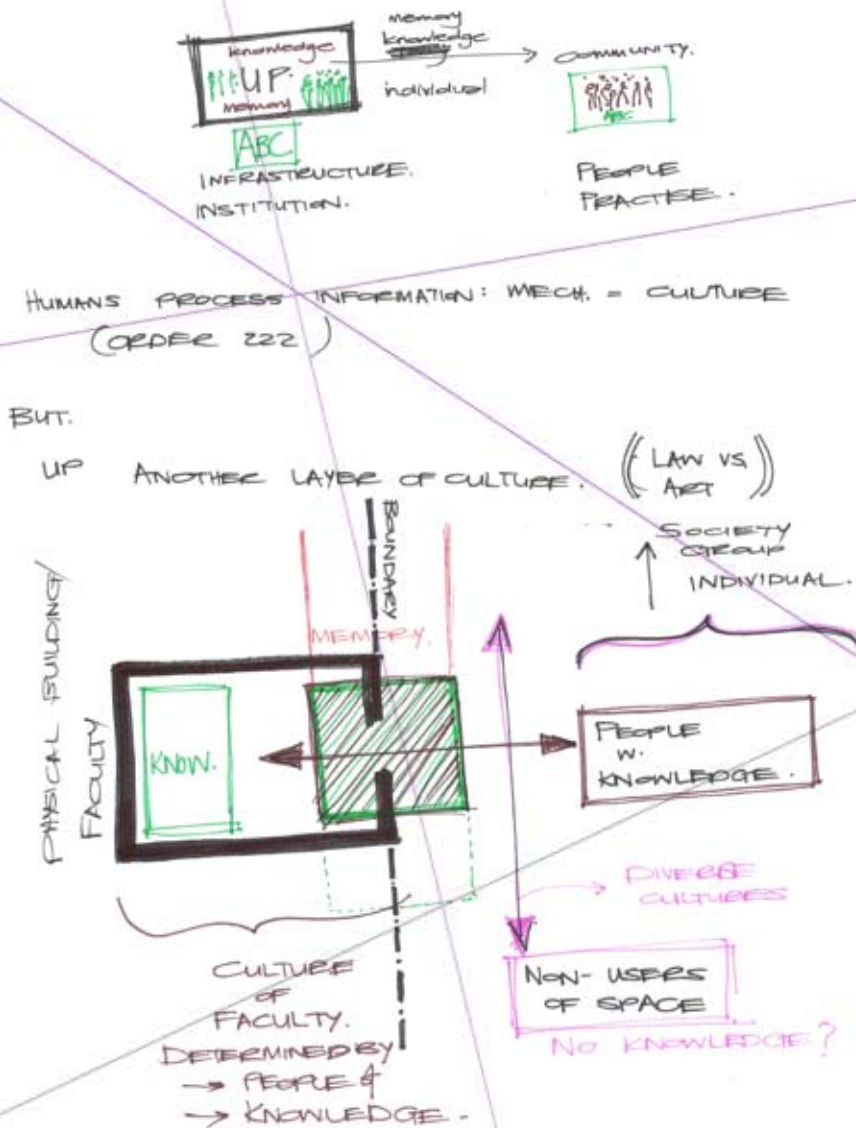 knowledge
UP.
memory
ABC
INFRASTRUCTURE.
INSTITUTION.
memory
knowledge
individual
COMMUNITY.
ABC
PEOPLE
PRACTISE.
HUMANS PROCESS INFORMATION: MECH. = CULTURE
(ORDER 222)
BUT.
UP ANOTHER LAYER OF CULTURE. ((LAW VS
ART))
SOCIETY
GROUP
INDIVIDUAL.
BOUNDARY
MEMORY.
PHYSICAL BUILDING/
FACULTY
KNOW.
PEOPLE
W.
KNOWLEDGE.
DIVERSE
CULTURES
NON-USERS
OF SPACE
NO KNOWLEDGE?
CULTURE
OF
FACULTY.
DETERMINED BY
→ PEOPLE &
→ KNOWLEDGE.